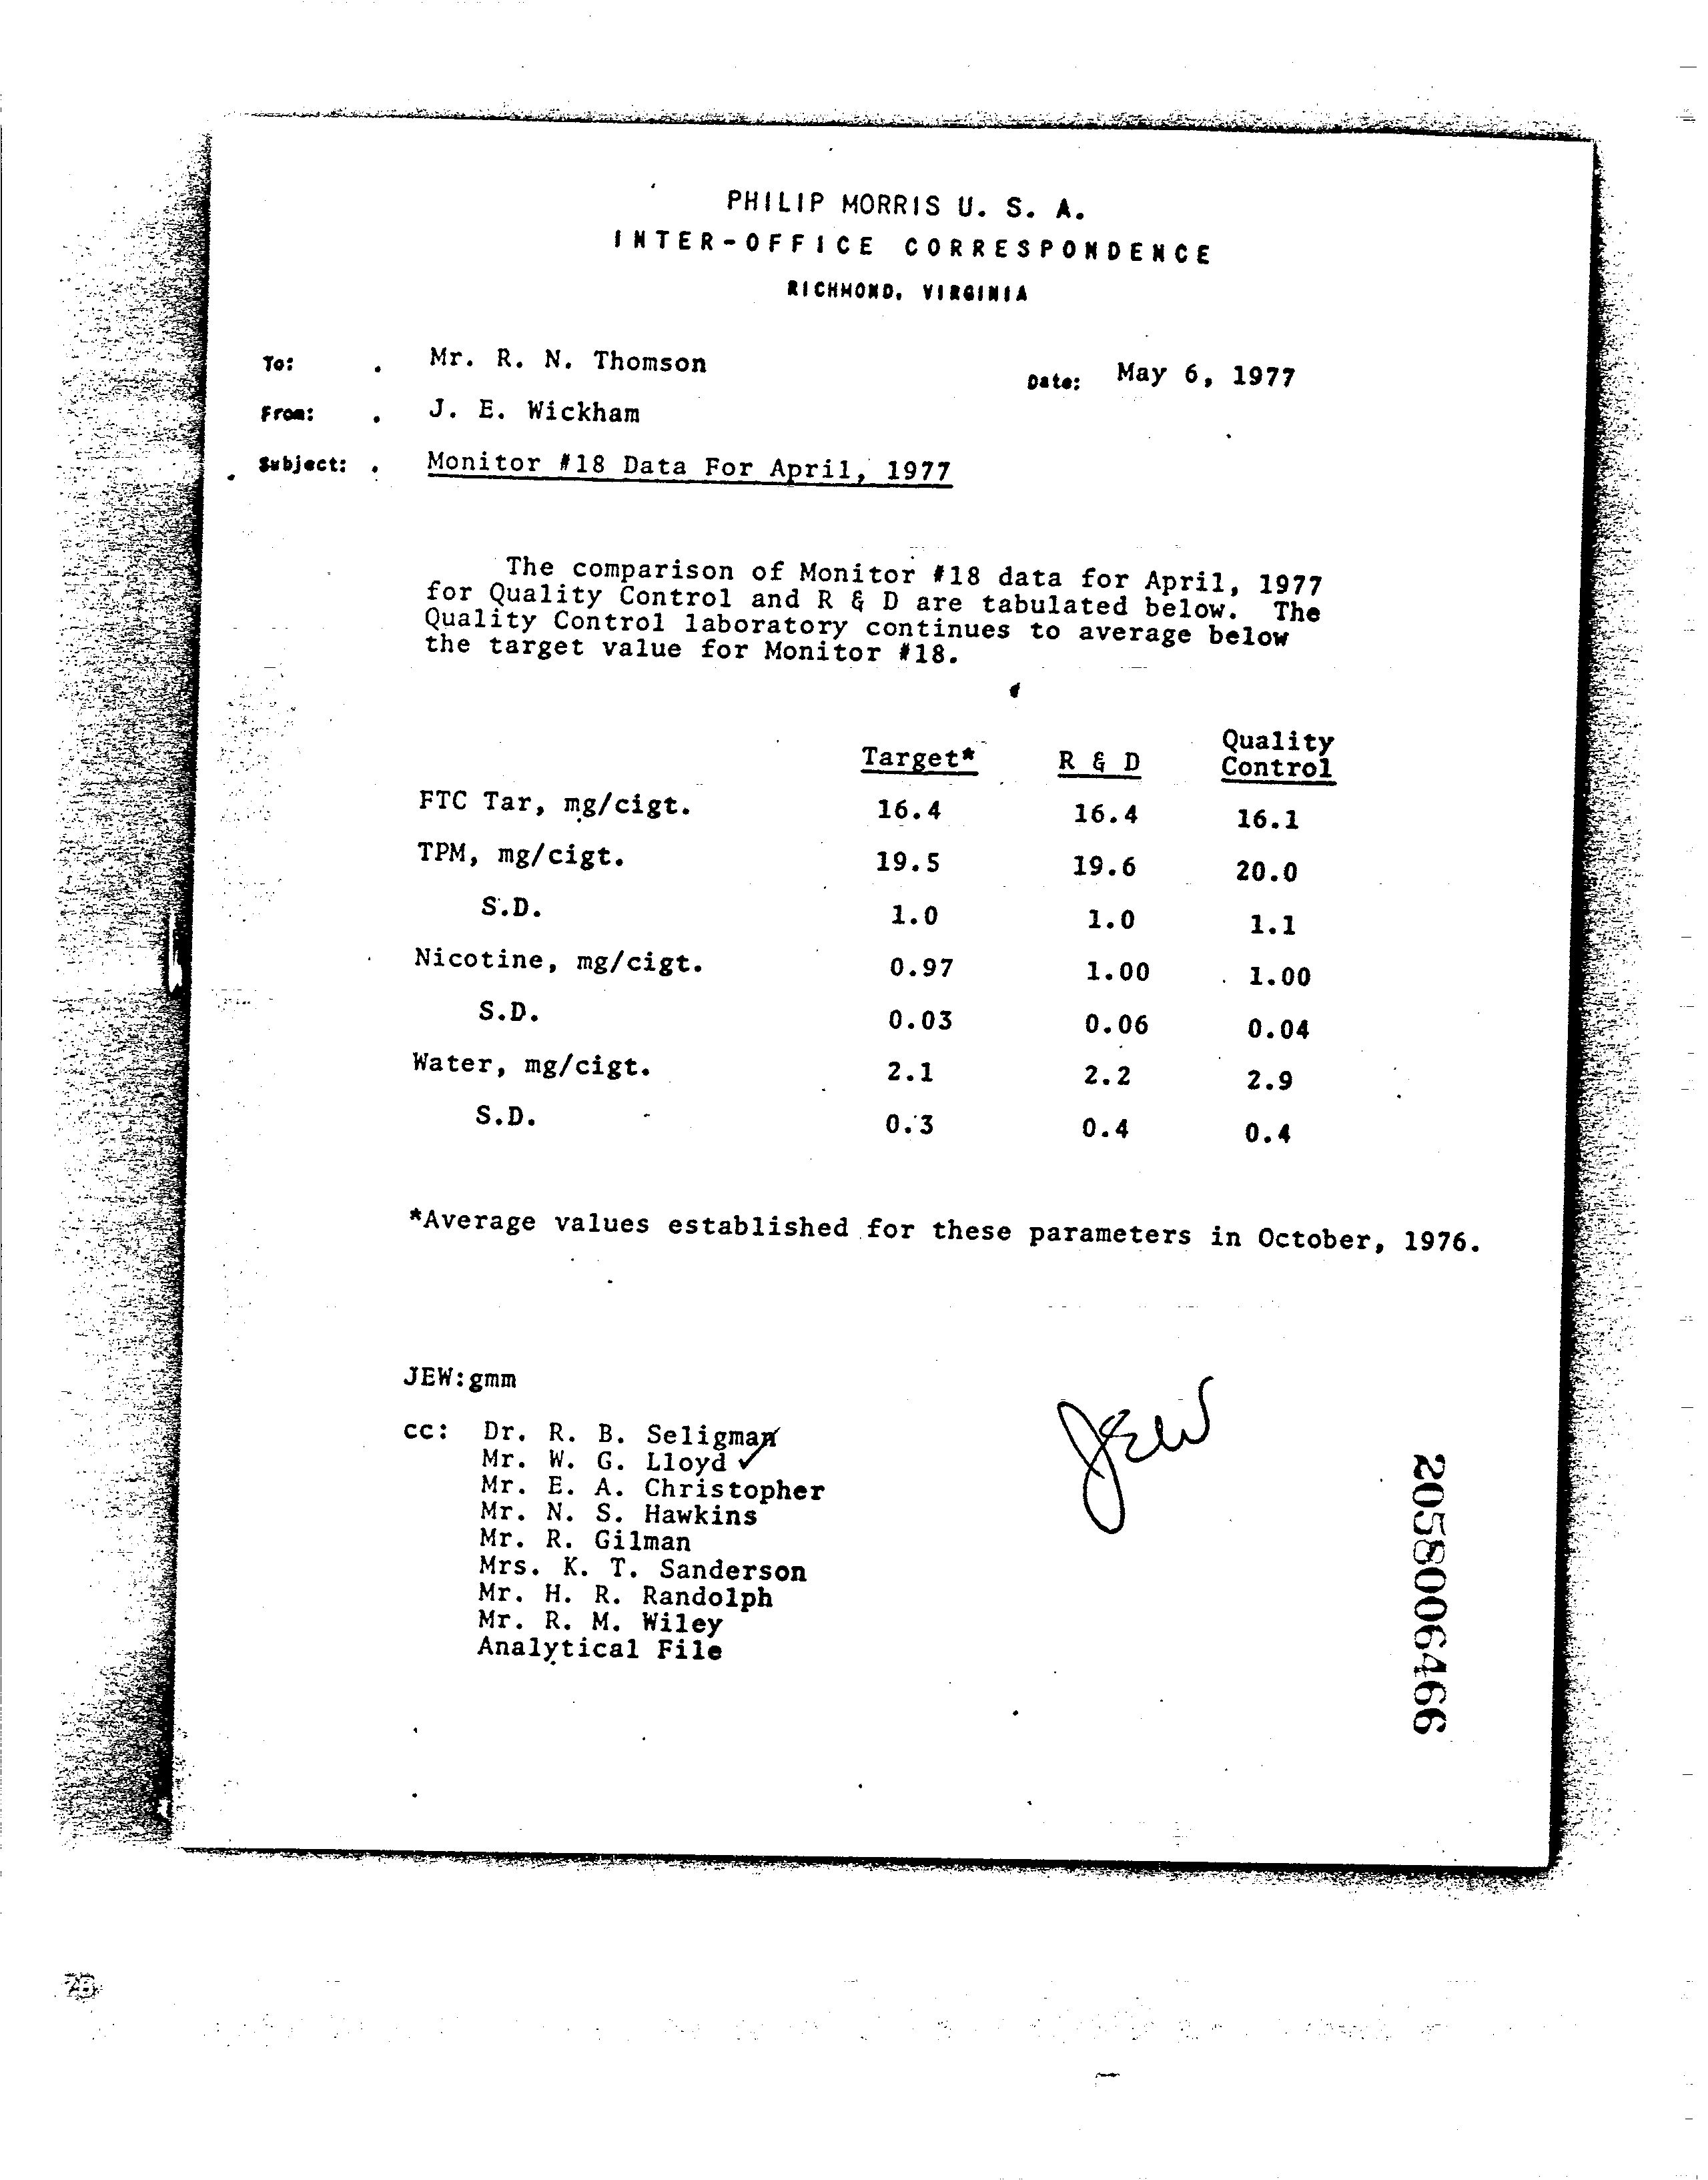 PHILIP MORRIS U. S. A.
INTER-OFFICE CORRESPONDENCE
RICHMOND, VIRGINIA
To: Mr. R. N. Thomson Date: May 6, 1977
From: J. E. Wickham
Subject: Monitor #18 Data For April, 1977
The comparison of Monitor #18 data for April, 1977
for Quality Control and R & D are tabulated below. The
Quality Control laboratory continues to average below
the target value for Monitor #18.
Target* R & D Quality Control
FTC Tar, mg/cigt. 16.4 16.4 16.1
TPM, mg/cigt. 19.5 19.6 20.0
S.D. 1.0 1.0 1.1
Nicotine, mg/cigt. 0.97 1.00 1.00
S.D. 0.03 0.06 0.04
Water, mg/cigt. 2.1 2.2 2.9
S.D. 0.3 0.4 0.4
*Average values established for these parameters in October, 1976.
JEW:gmm
JEW
cc: Dr. R. B. Seligman
Mr. W. G. Lloyd ✓
Mr. E. A. Christopher
Mr. N. S. Hawkins
Mr. R. Gilman
Mrs. K. T. Sanderson
Mr. H. R. Randolph
Mr. R. M. Wiley
Analytical File
2058006466